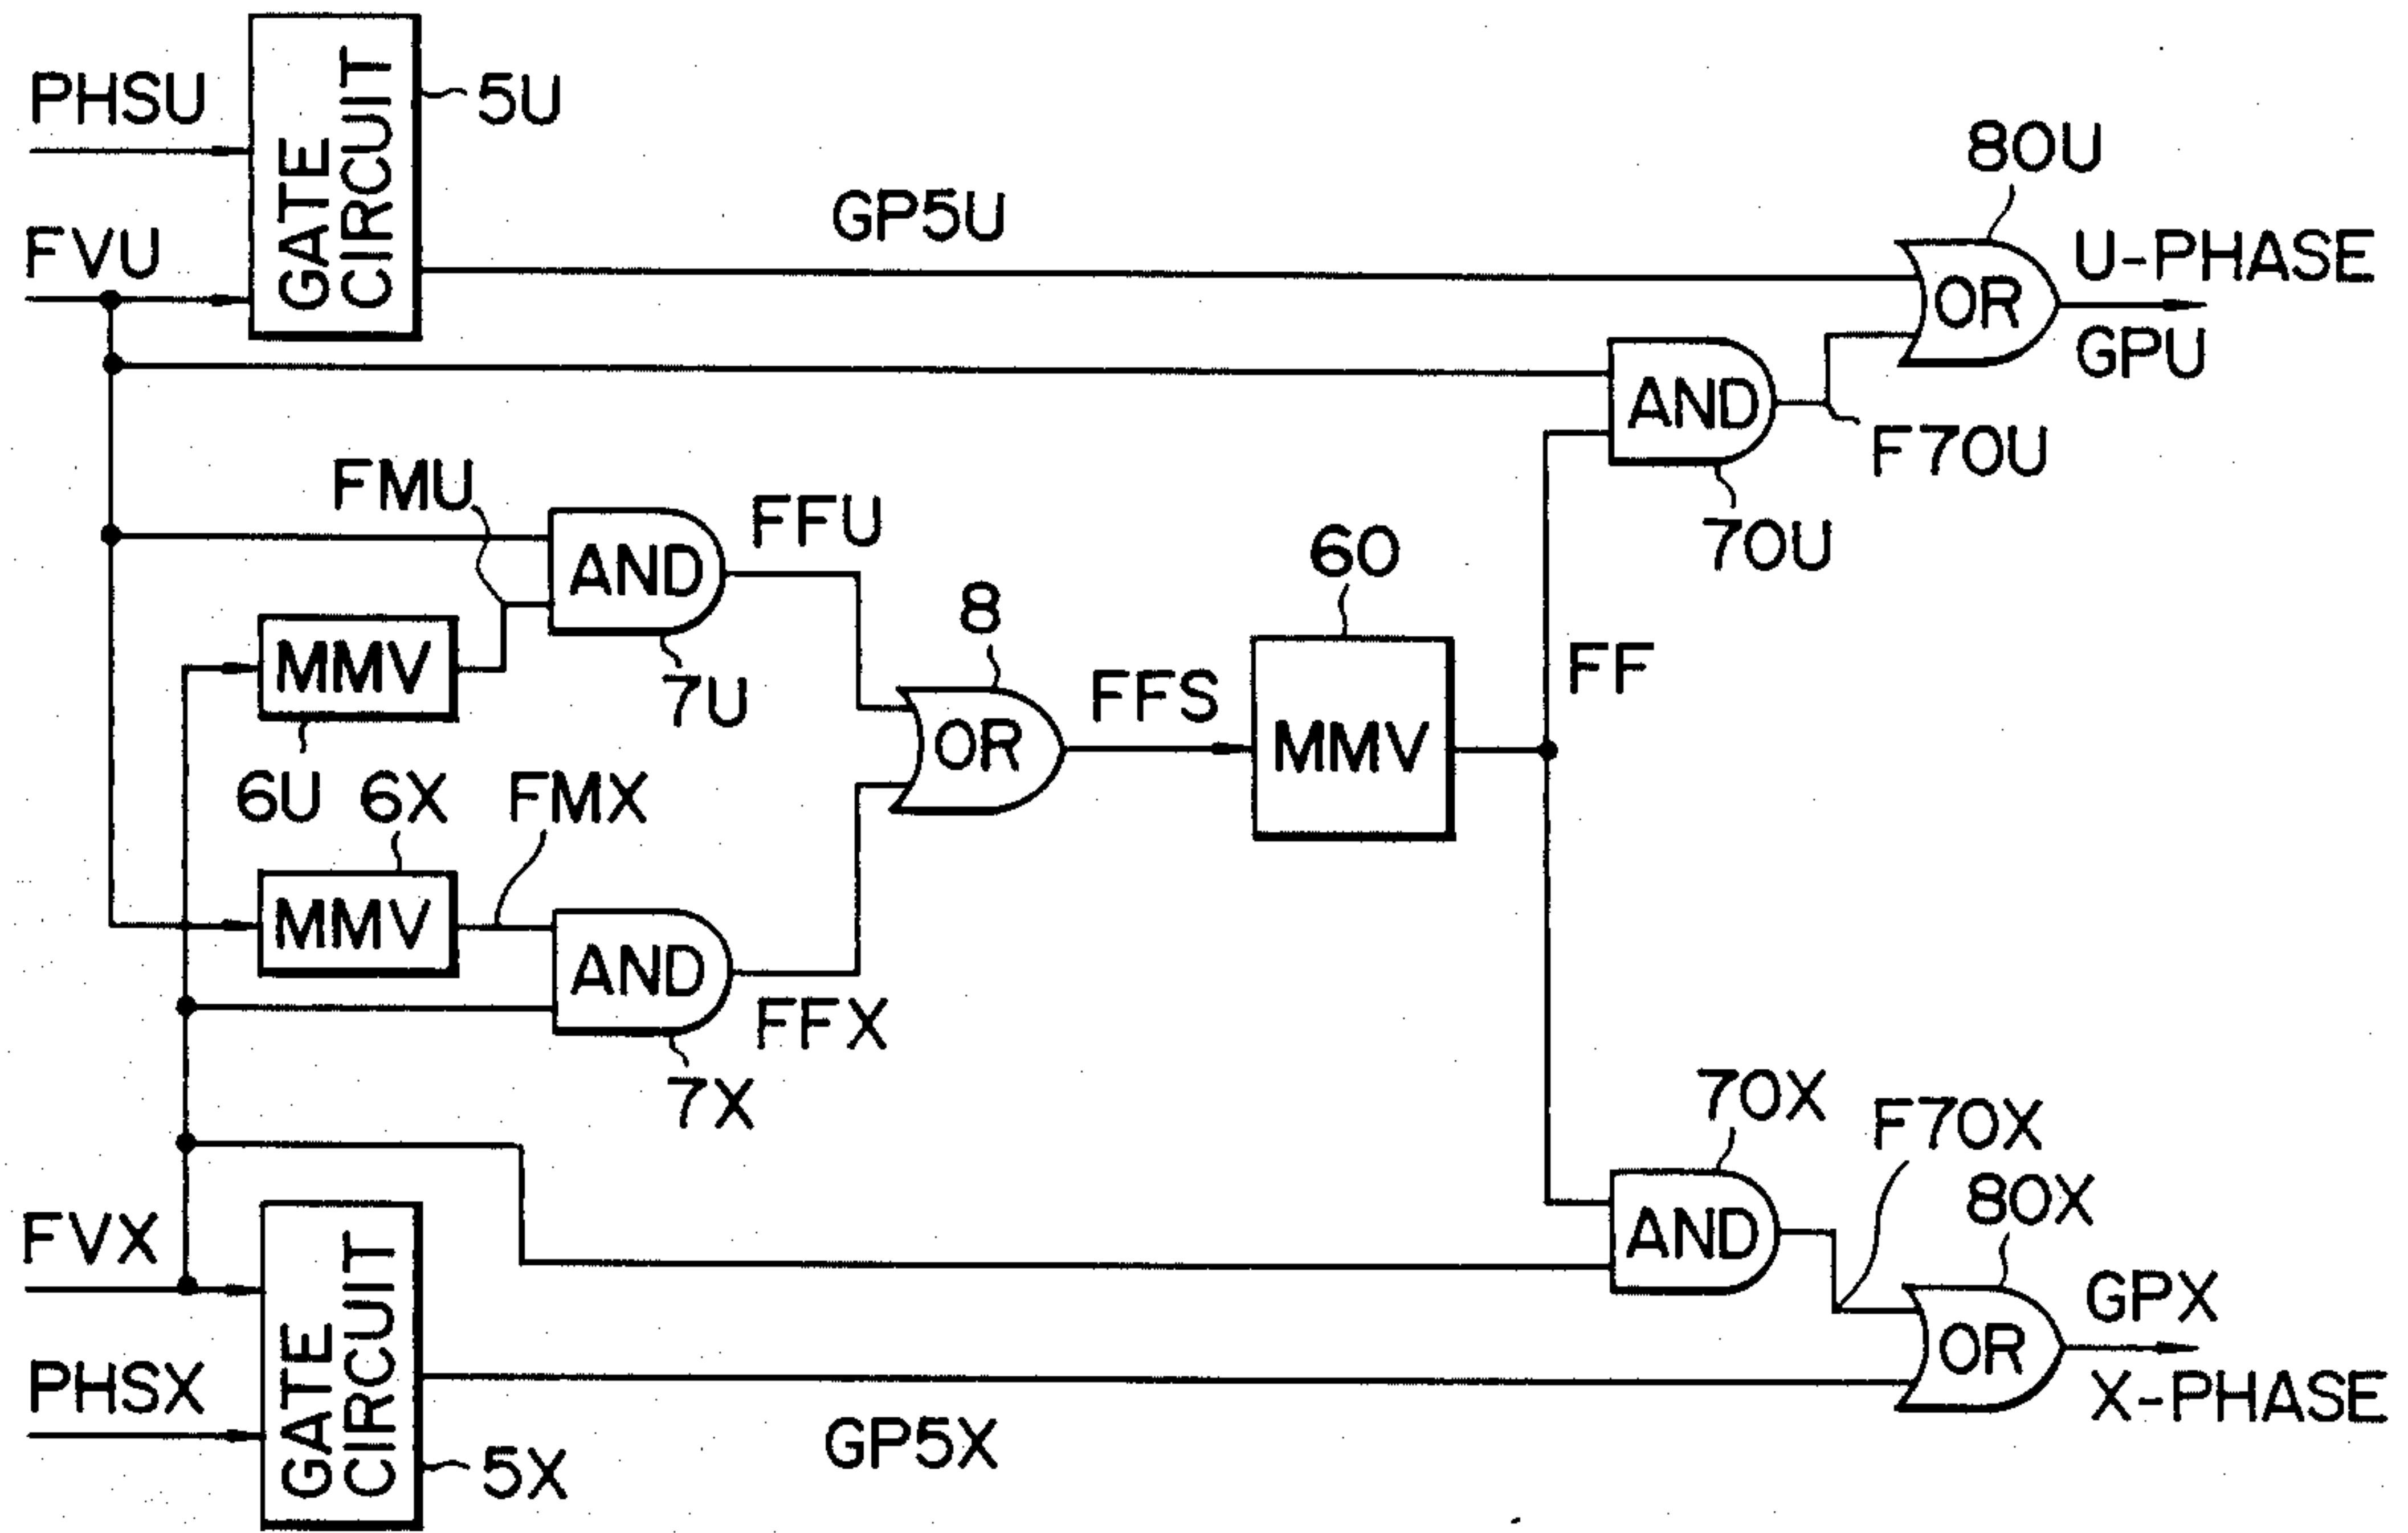 PHSU
GATE
CIRCUIT
5U
FVU
GP5U
80U
OR
U-PHASE
GPU
AND
F70U
70U
FMU
AND
FFU
7U
MMV
6U
6X
FMX
8
OR
FFS
60
MMV
FF
MMV
AND
FFX
7X
70X
AND
F70X
80X
OR
GPX
X-PHASE
FVX
PHSX
GATE
CIRCUIT
5X
GP5X